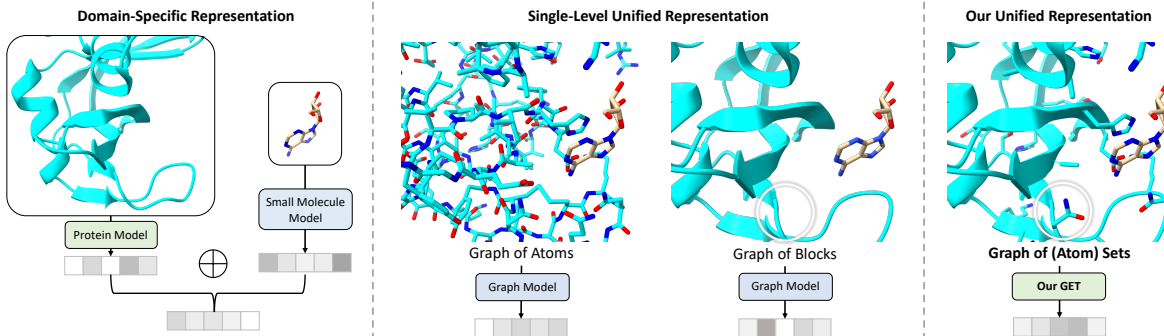 Domain-Specific Representation
Protein Model
Small Molecule
Model
Single-Level Unified Representation
Graph of Atoms
Graph Model
Graph of Blocks
Graph Model
Our Unified Representation
Graph of (Atom) Sets
Our GET